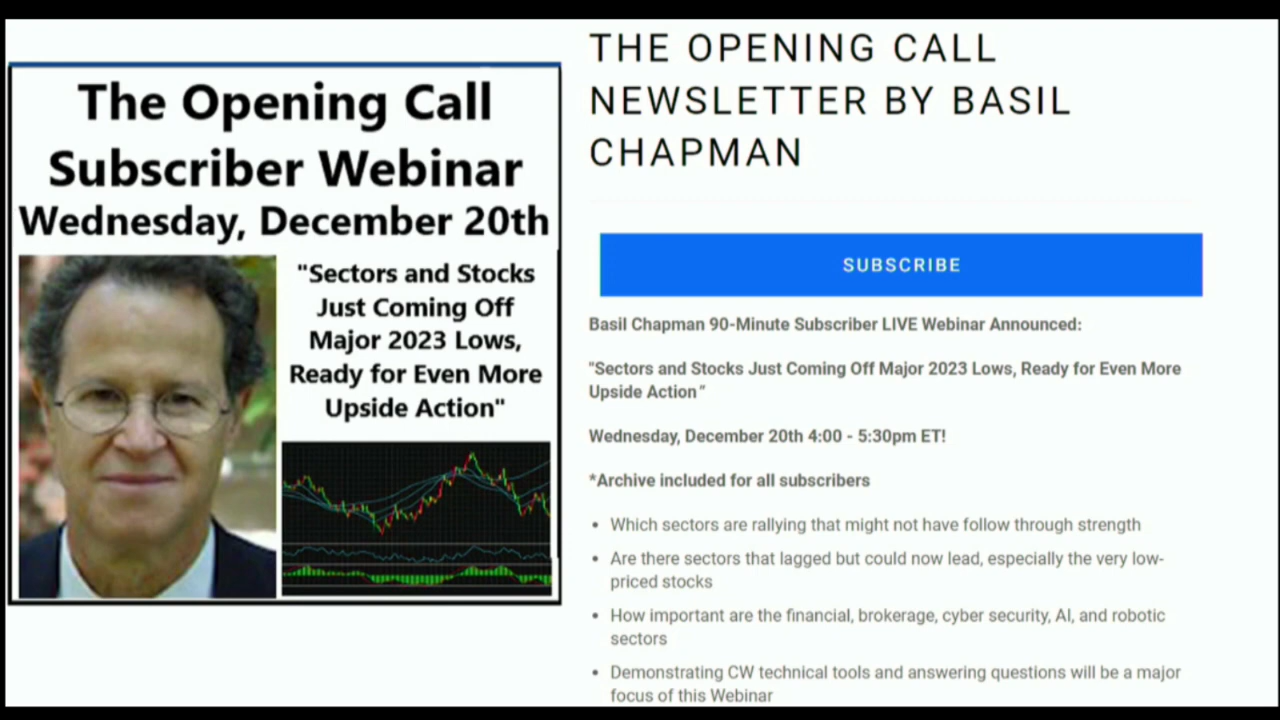 The Opening Call
Subscriber Webinar
Wednesday, December 20th
"Sectors and Stocks
Just Coming Off
Major 2023 Lows,
Ready for Even More
Upside Action"
THE OPENING CALL
NEWSLETTER BY BASIL
CHAPMAN
SUBSCRIBE
Basil Chapman 90-Minute Subscriber LIVE Webinar Announced:
"Sectors and Stocks Just Coming Off Major 2023 Lows, Ready for Even More
Upside Action"
Wednesday, December 20th 4:00 - 5:30pm ET!
*Archive included for all subscribers
• Which sectors are rallying that might not have follow through strength
• Are there sectors that lagged but could now lead, especially the very low-
priced stocks
• How important are the financial, brokerage, cyber security, AI, and robotic
sectors
• Demonstrating CW technical tools and answering questions will be a major
focus of this Webinar